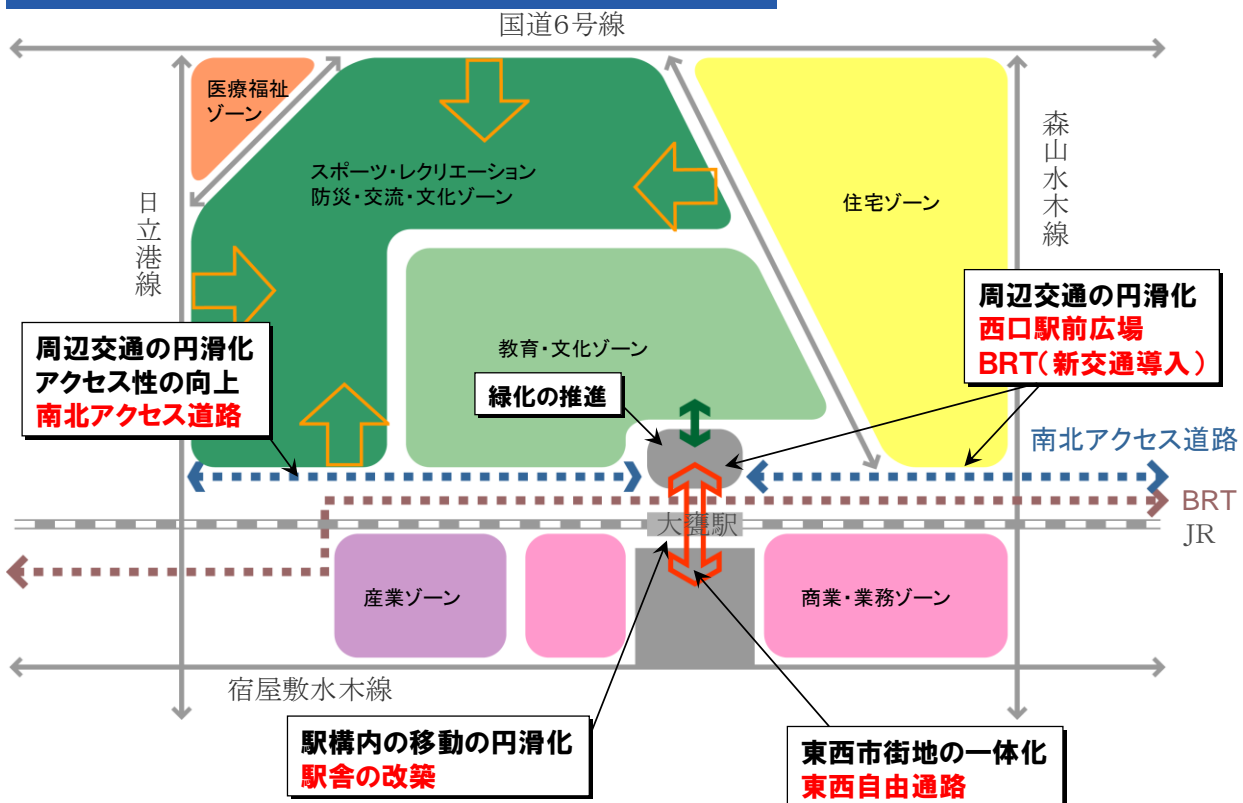 国道6号線
医療福祉
ゾーン
スポーツ・レクリエーション
防災・交流・文化ゾーン
住宅ゾーン
森山水木線
日立港線
周辺交通の円滑化
西口駅前広場
BRT(新交通導入)
周辺交通の円滑化
アクセス性の向上
南北アクセス道路
教育・文化ゾーン
緑化の推進
南北アクセス道路
BRT
大甕駅
JR
産業ゾーン
商業・業務ゾーン
宿屋敷水木線
駅構内の移動の円滑化
駅舎の改築
東西市街地の一体化
東西自由通路